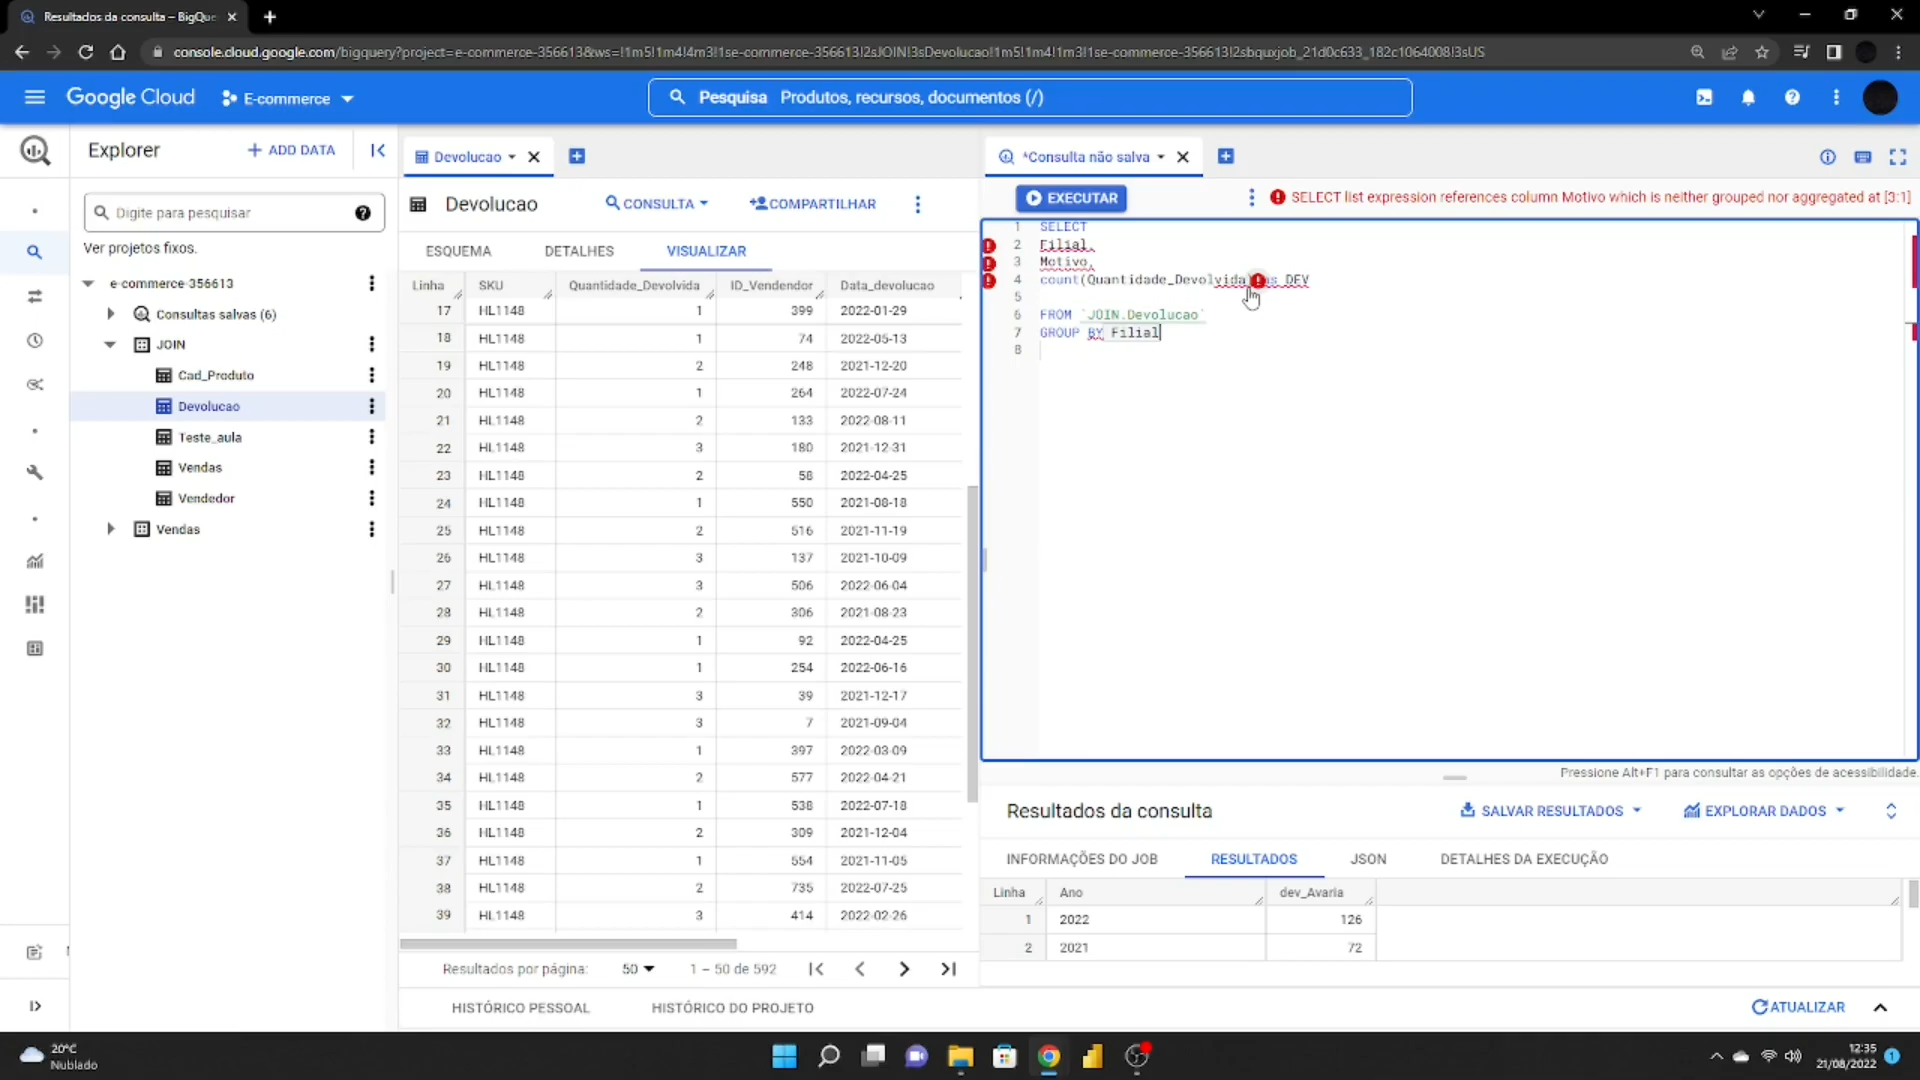 Resultados da consulta – BigQue
console.cloud.google.com/bigquery?project=e-commerce-356613&ws=!1m5!1m4!4m3!1se-commerce-356613!2sJOIN!3sDevolucao!1m5!1m4!1m3!1se-commerce-356613!2sbquxjob_21d0c633_182c1064008!3sUS
Google Cloud
E-commerce
Pesquisa Produtos, recursos, documentos (/)
Explorer
+ ADD DATA
Digite para pesquisar
Ver projetos fixos.
e-commerce-356613
Consultas salvas (6)
JOIN
Cad_Produto
Devolucao
Teste_aula
Vendas
Vendedor
Vendas
Devolucao
Devolucao
CONSULTA
COMPARTILHAR
ESQUEMA DETALHES VISUALIZAR
Linha SKU Quantidade_Devolvida ID_Vendendor Data_devolucao
17 HL1148 1 399 2022-01-29
18 HL1148 1 74 2022-05-13
19 HL1148 2 248 2021-12-20
20 HL1148 1 264 2022-07-24
21 HL1148 2 133 2022-08-11
22 HL1148 3 180 2021-12-31
23 HL1148 2 58 2022-04-25
24 HL1148 1 550 2021-08-18
25 HL1148 2 516 2021-11-19
26 HL1148 3 137 2021-10-09
27 HL1148 3 506 2022-06-04
28 HL1148 2 306 2021-08-23
29 HL1148 1 92 2022-04-25
30 HL1148 1 254 2022-06-16
31 HL1148 3 39 2021-12-17
32 HL1148 3 7 2021-09-04
33 HL1148 1 397 2022-03-09
34 HL1148 2 577 2022-04-21
35 HL1148 1 538 2022-07-18
36 HL1148 2 309 2021-12-04
37 HL1148 1 554 2021-11-05
38 HL1148 2 735 2022-07-25
39 HL1148 3 414 2022-02-26
Resultados por página: 50 1 – 50 de 592
HISTÓRICO PESSOAL HISTÓRICO DO PROJETO
*Consulta não salva
EXECUTAR
SELECT list expression references column Motivo which is neither grouped nor aggregated at [3:1]
1 SELECT
2 Filial,
3 Motivo,
4 count(Quantidade_Devolvida as DEV
5
6 FROM `JOIN.Devolucao`
7 GROUP BY Filial
8
Pressione Alt+F1 para consultar as opções de acessibilidade.
Resultados da consulta
SALVAR RESULTADOS
EXPLORAR DADOS
INFORMAÇÕES DO JOB RESULTADOS JSON DETALHES DA EXECUÇÃO
Linha Ano dev_Avaria
1 2022 126
2 2021 72
ATUALIZAR
20°C
Nublado
12:35
21/08/2022
1